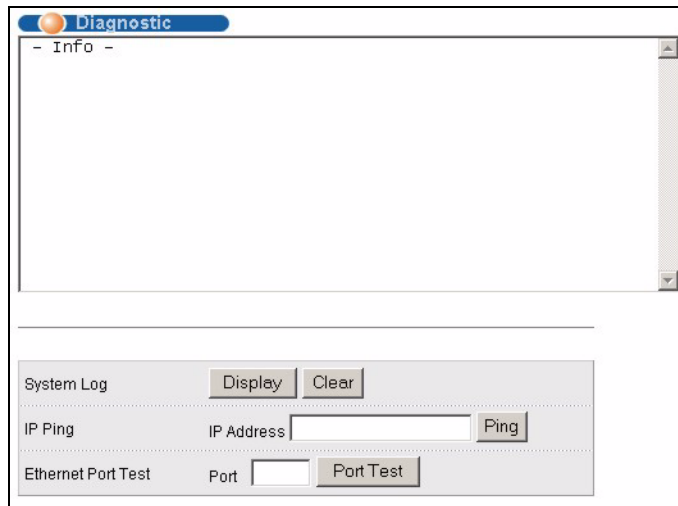 Diagnostic
- Info -
System Log Display Clear
IP Ping IP Address Ping
Ethernet Port Test Port Port Test